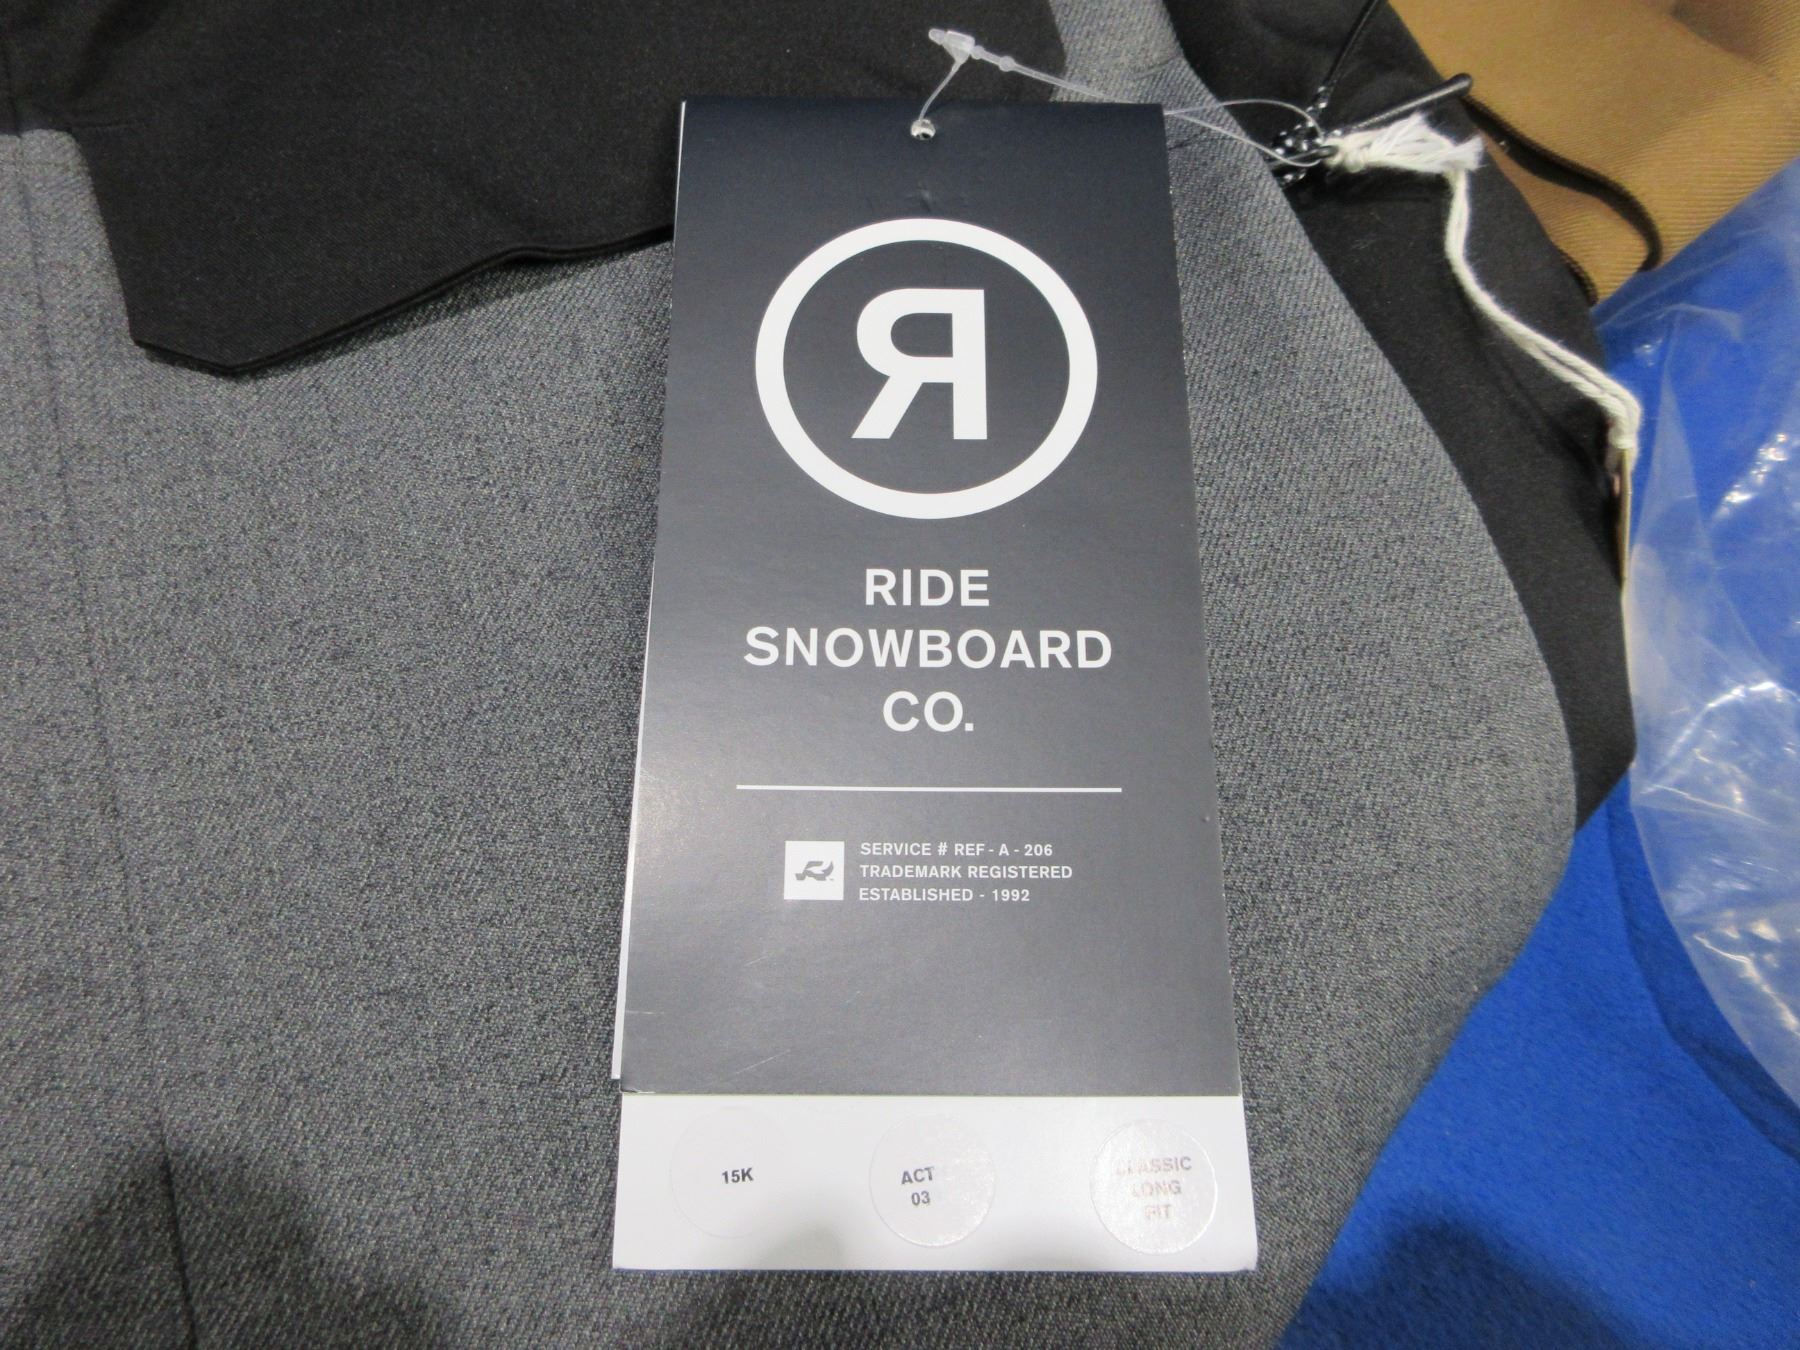 R
RIDE
SNOWBOARD
CO.
SERVICE # REF - A - 206
TRADEMARK REGISTERED
ESTABLISHED - 1992
15K
ACT
03
CLASSIC
LONG
FIT